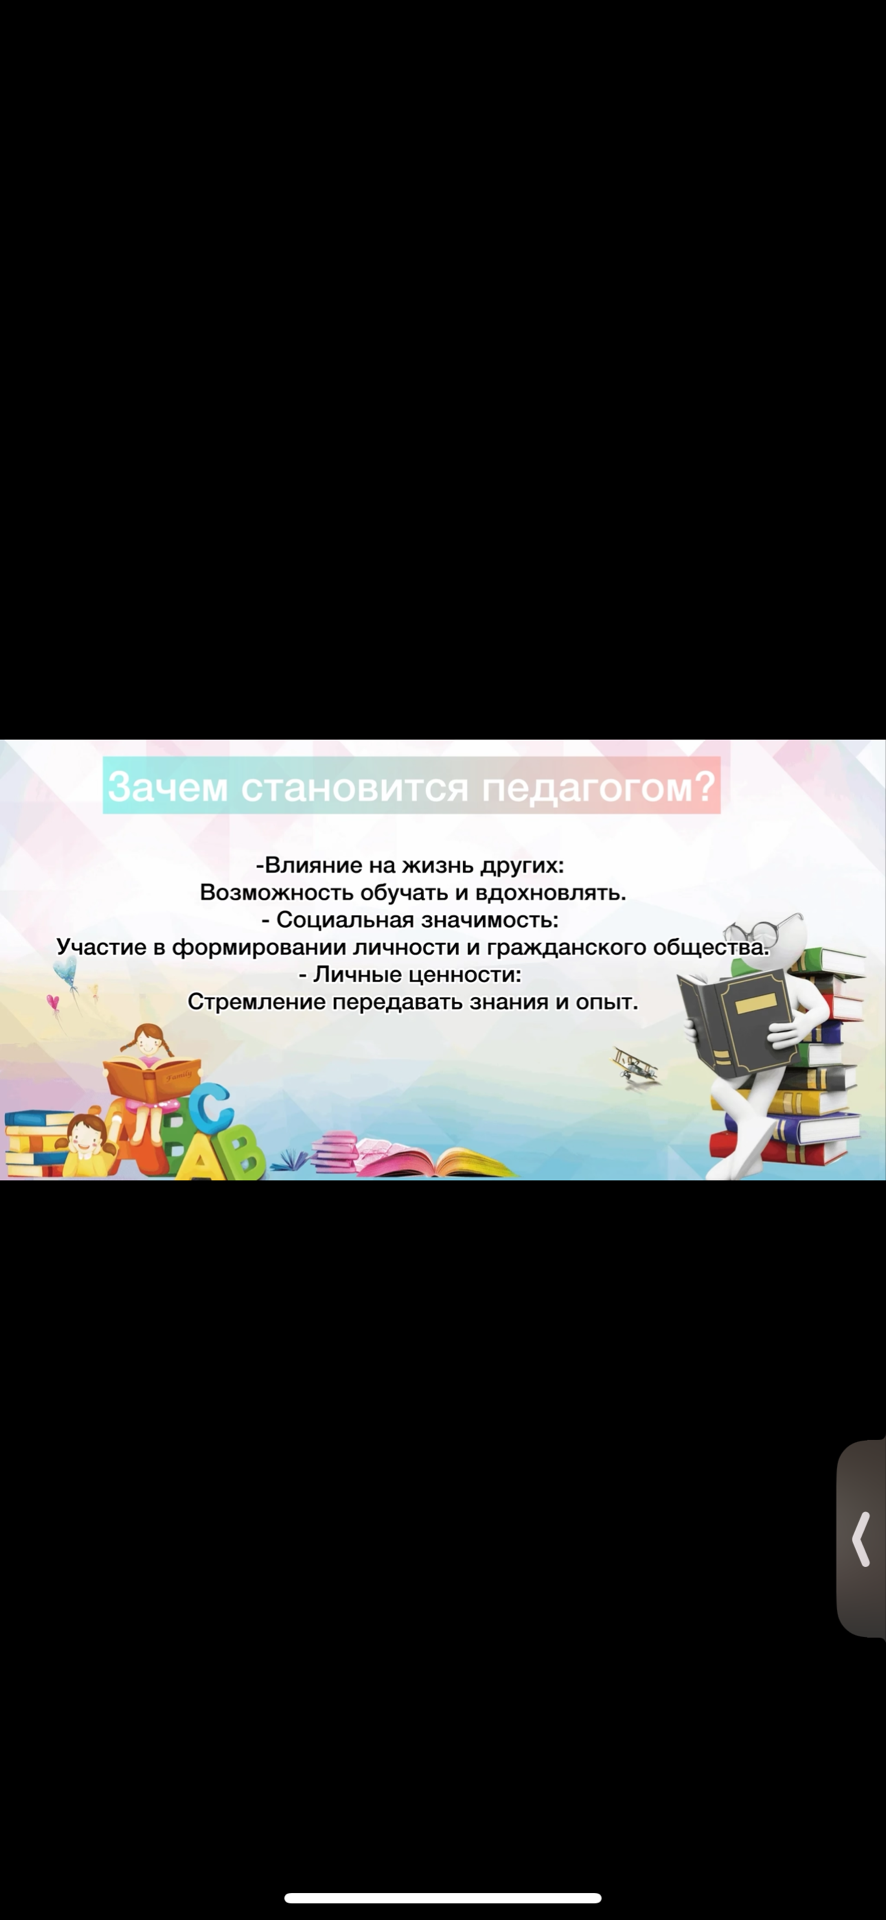 Зачем становится педагогом?
-Влияние на жизнь других:
Возможность обучать и вдохновлять.
- Социальная значимость:
Участие в формировании личности и гражданского общества.
- Личные ценности:
Стремление передавать знания и опыт.
Family
C
A B